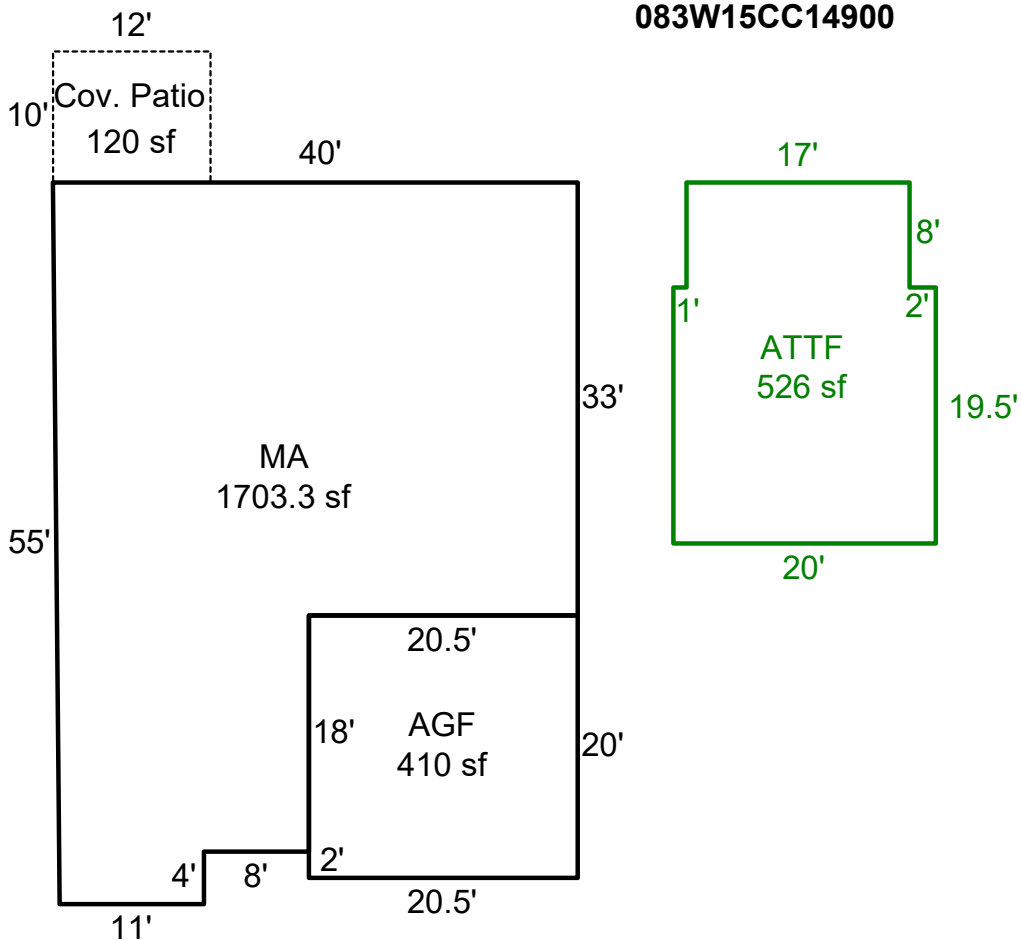 083W15CC14900
12'
10'
Cov. Patio
120 sf
40'
17'
8'
1'
2'
ATTF
526 sf
33'
19.5'
MA
1703.3 sf
55'
20'
20.5'
18'
AGF
410 sf
20'
4'
8'
2'
20.5'
11'